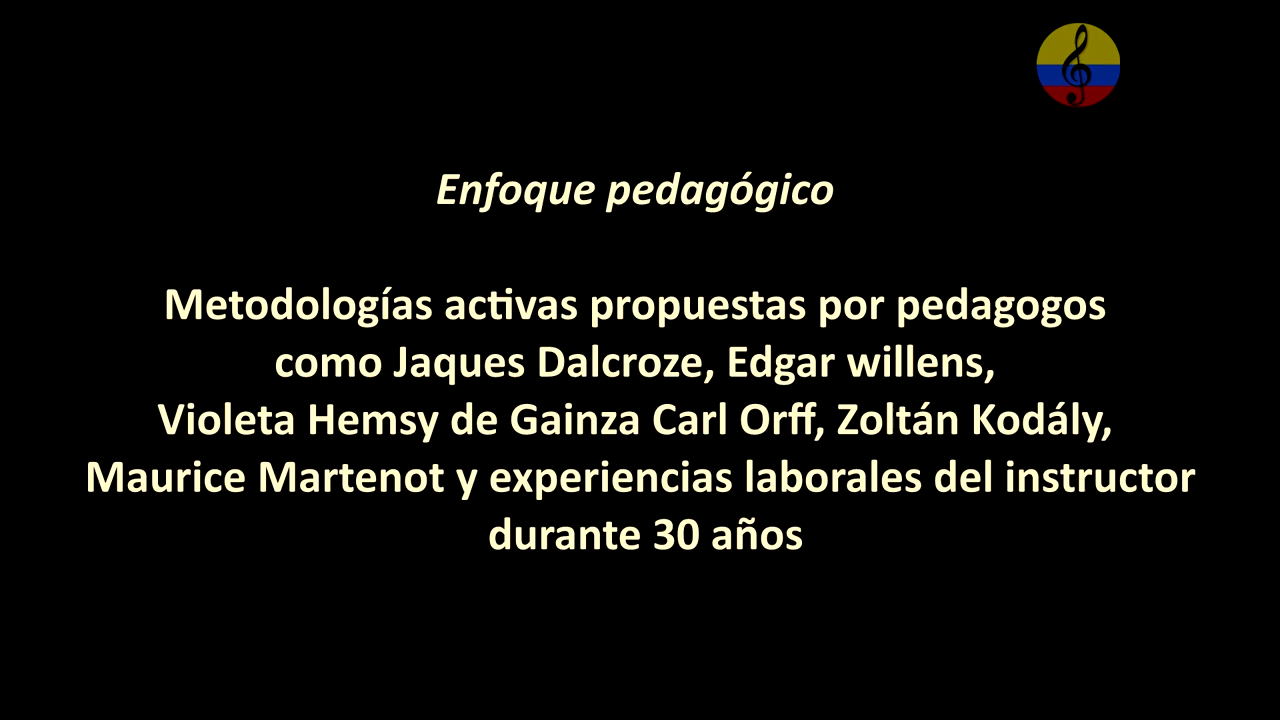 Enfoque pedagógico
Metodologías activas propuestas por pedagogos
como Jaques Dalcroze, Edgar willens,
Violeta Hemsy de Gainza Carl Orff, Zoltán Kodály,
Maurice Martenot y experiencias laborales del instructor
durante 30 años